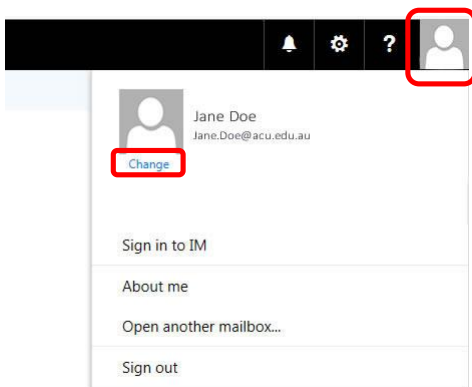 ?
Jane Doe
Jane.Doe@acu.edu.au
Change
Sign in to IM
About me
Open another mailbox...
Sign out